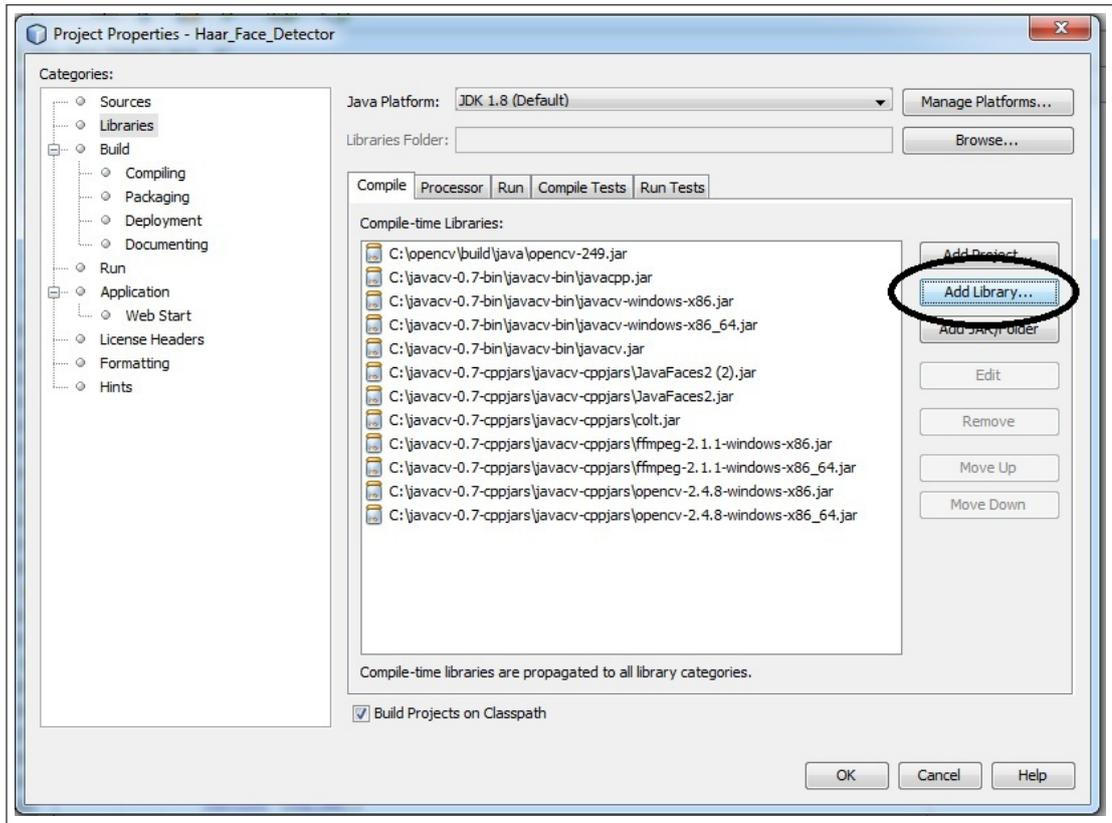 Project Properties - Haar_Face_Detector
Categories:
Sources
Libraries
Build
Compiling
Packaging
Deployment
Documenting
Run
Application
Web Start
License Headers
Formatting
Hints
Java Platform: JDK 1.8 (Default) Manage Platforms...
Libraries Folder: Browse...
Compile Processor Run Compile Tests Run Tests
Compile-time Libraries:
C:\opencv\build\java\opencv-249.jar
C:\javacv-0.7-bin\javacv-bin\javacpp.jar
C:\javacv-0.7-bin\javacv-bin\javacv-windows-x86.jar
C:\javacv-0.7-bin\javacv-bin\javacv-windows-x86_64.jar
C:\javacv-0.7-bin\javacv-bin\javacv.jar
C:\javacv-0.7-cppjars\javacv-cppjars\JavaFaces2 (2).jar
C:\javacv-0.7-cppjars\javacv-cppjars\JavaFaces2.jar
C:\javacv-0.7-cppjars\javacv-cppjars\colt.jar
C:\javacv-0.7-cppjars\javacv-cppjars\ffmpeg-2.1.1-windows-x86.jar
C:\javacv-0.7-cppjars\javacv-cppjars\ffmpeg-2.1.1-windows-x86_64.jar
C:\javacv-0.7-cppjars\javacv-cppjars\opencv-2.4.8-windows-x86.jar
C:\javacv-0.7-cppjars\javacv-cppjars\opencv-2.4.8-windows-x86_64.jar
Add Project...
Add Library...
Add JAR/Folder
Edit
Remove
Move Up
Move Down
Compile-time libraries are propagated to all library categories.
Build Projects on Classpath
OK Cancel Help